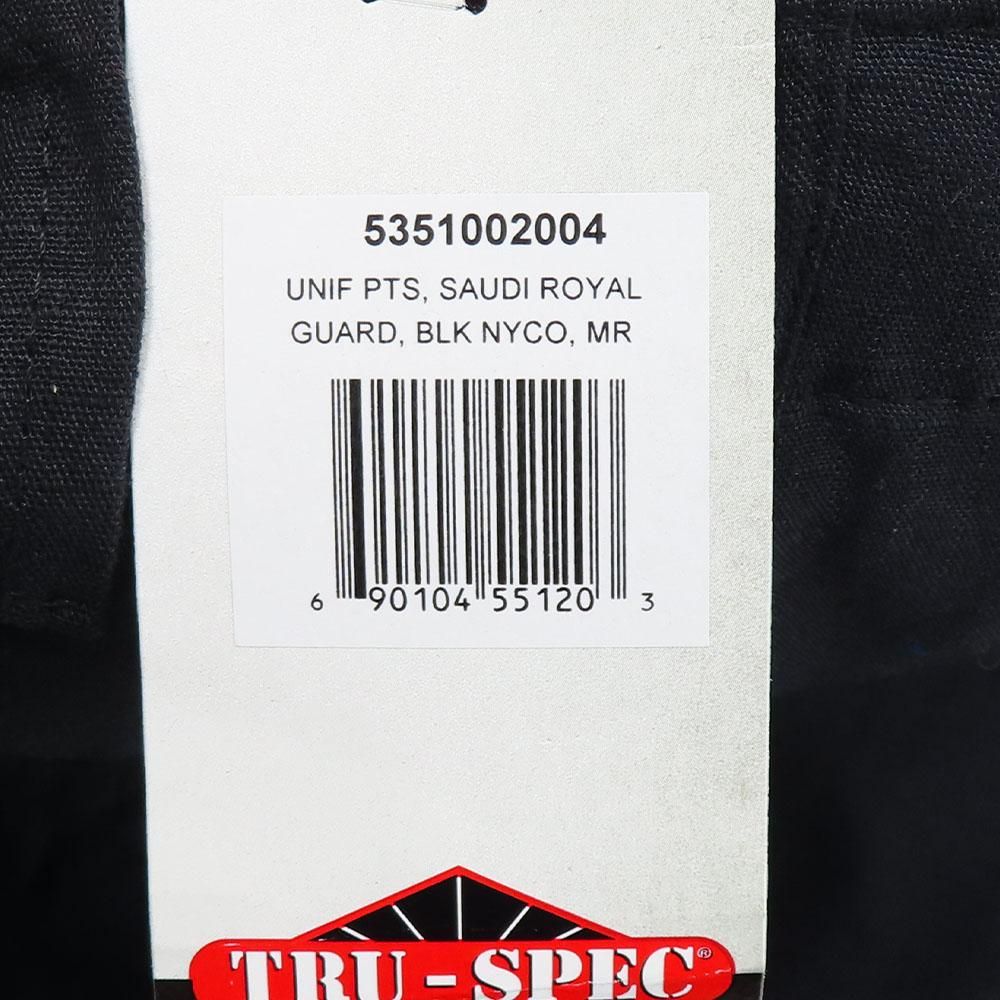 5351002004
UNIF PTS, SAUDI ROYAL
GUARD, BLK NYCO, MR
6 90104 55120 3
TRU-SPEC®